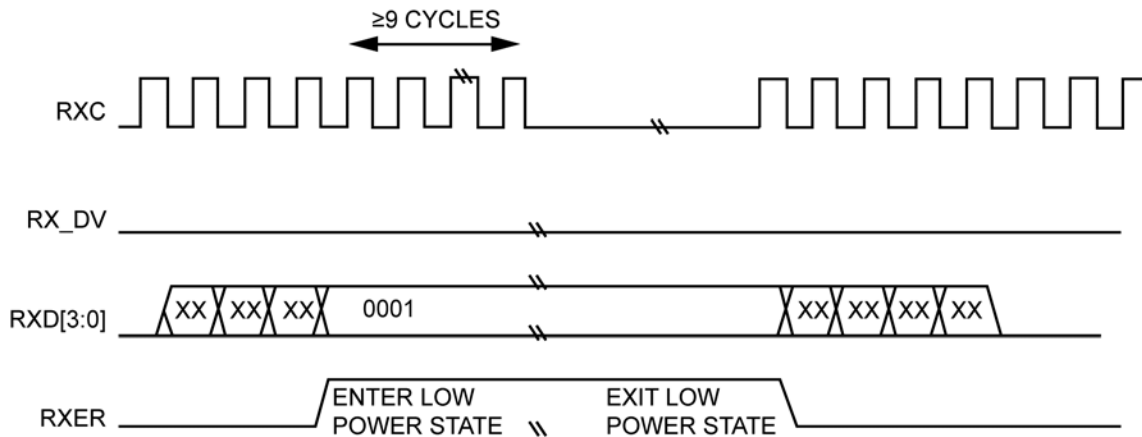 ≥9 CYCLES
RXC
RX_DV
RXD[3:0]
XX XX XX 0001 XX XX XX XX
RXER
ENTER LOW
POWER STATE
EXIT LOW
POWER STATE